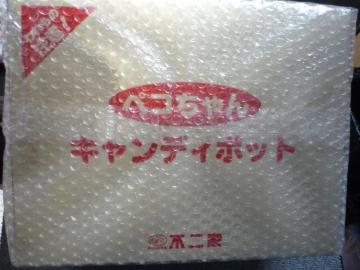 ペコちゃん
キャンディポット
不二家